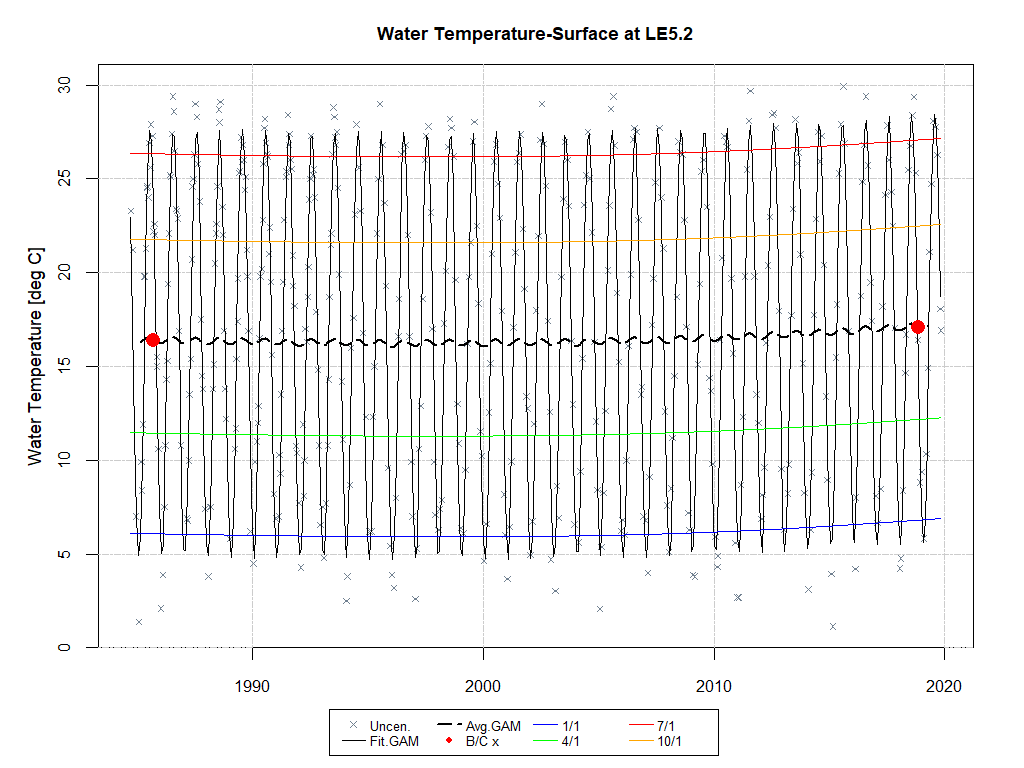 Water Temperature-Surface at LE5.2
Water Temperature [deg C]
30
25
20
15
10
5
0
1990 2000 2010 2020
Uncen. Avg.GAM 1/1 7/1
Fit.GAM B/C x 4/1 10/1